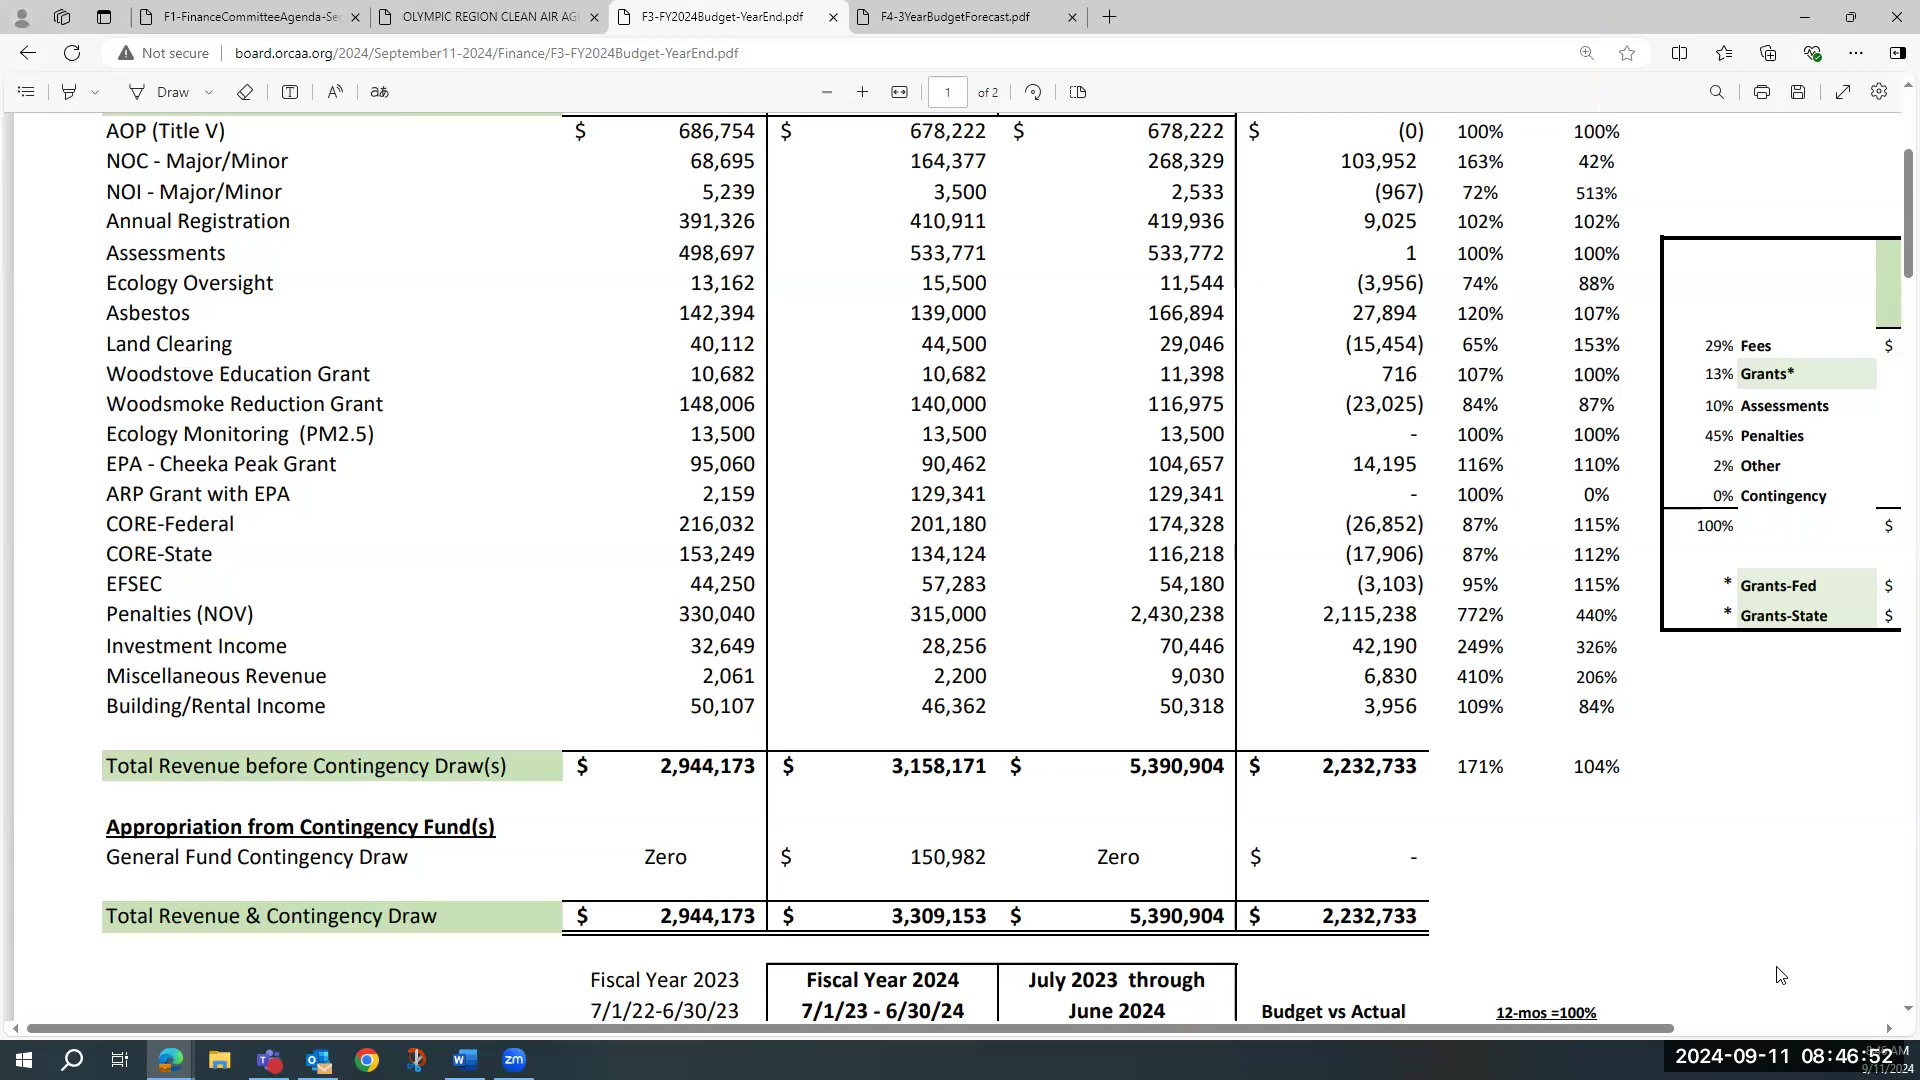 F1-FinanceCommitteeAgenda-Se
OLYMPIC REGION CLEAN AIR AG
F3-FY2024Budget-YearEnd.pdf
F4-3YearBudgetForecast.pdf
Not secure board.orcaa.org/2024/September11-2024/Finance/F3-FY2024Budget-YearEnd.pdf
Draw 1 of 2
AOP (Title V) $ 686,754 $ 678,222 $ 678,222 $ (0) 100% 100%
NOC - Major/Minor 68,695 164,377 268,329 103,952 163% 42%
NOI - Major/Minor 5,239 3,500 2,533 (967) 72% 513%
Annual Registration 391,326 410,911 419,936 9,025 102% 102%
Assessments 498,697 533,771 533,772 1 100% 100%
Ecology Oversight 13,162 15,500 11,544 (3,956) 74% 88%
Asbestos 142,394 139,000 166,894 27,894 120% 107%
Land Clearing 40,112 44,500 29,046 (15,454) 65% 153%
Woodstove Education Grant 10,682 10,682 11,398 716 107% 100%
Woodsmoke Reduction Grant 148,006 140,000 116,975 (23,025) 84% 87%
Ecology Monitoring (PM2.5) 13,500 13,500 13,500 - 100% 100%
EPA - Cheeka Peak Grant 95,060 90,462 104,657 14,195 116% 110%
ARP Grant with EPA 2,159 129,341 129,341 - 100% 0%
CORE-Federal 216,032 201,180 174,328 (26,852) 87% 115%
CORE-State 153,249 134,124 116,218 (17,906) 87% 112%
EFSEC 44,250 57,283 54,180 (3,103) 95% 115%
Penalties (NOV) 330,040 315,000 2,430,238 2,115,238 772% 440%
Investment Income 32,649 28,256 70,446 42,190 249% 326%
Miscellaneous Revenue 2,061 2,200 9,030 6,830 410% 206%
Building/Rental Income 50,107 46,362 50,318 3,956 109% 84%
Total Revenue before Contingency Draw(s) $ 2,944,173 $ 3,158,171 $ 5,390,904 $ 2,232,733 171% 104%
Appropriation from Contingency Fund(s)
General Fund Contingency Draw Zero $ 150,982 Zero $ -
Total Revenue & Contingency Draw $ 2,944,173 $ 3,309,153 $ 5,390,904 $ 2,232,733
Fiscal Year 2023 Fiscal Year 2024 July 2023 through
7/1/22-6/30/23 7/1/23 - 6/30/24 June 2024 Budget vs Actual 12-mos =100%
29% Fees $
13% Grants*
10% Assessments
45% Penalties
2% Other
0% Contingency
100% $
* Grants-Fed $
* Grants-State $
2024-09-11 08:46:52
9/11/2024